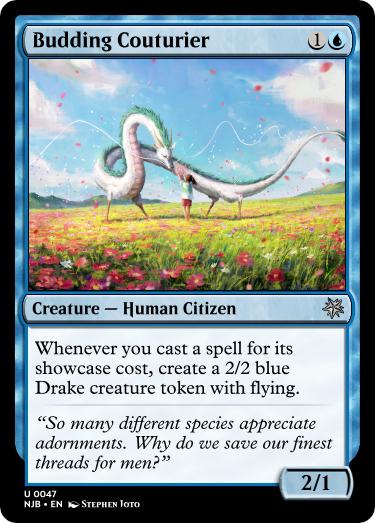 Budding Couturier
1
Creature — Human Citizen
Whenever you cast a spell for its
showcase cost, create a 2/2 blue
Drake creature token with flying.
“So many different species appreciate
adornments. Why do we save our finest
threads for men?”
2/1
U 0047
NJB • EN Stephen Joto